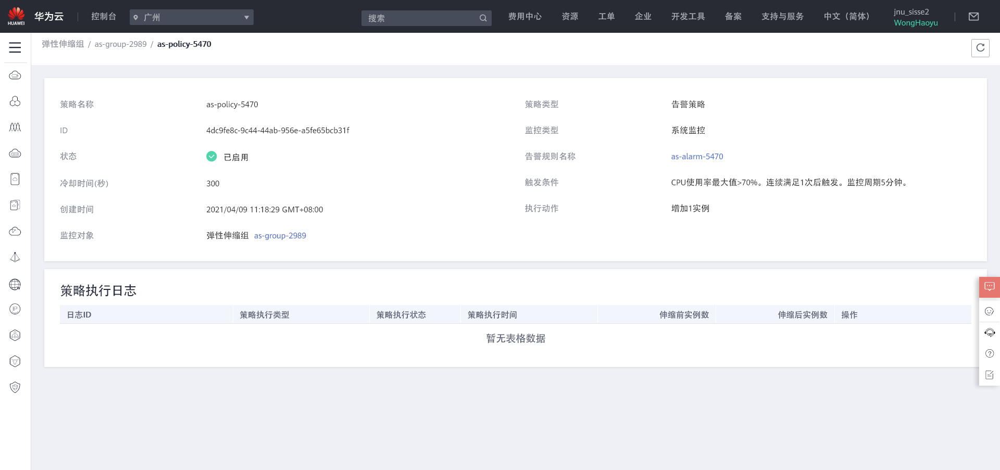 HUAWEI 华为云 控制台 广州 搜索 费用中心 资源 工单 企业 开发工具 备案 支持与服务 中文（简体） jnu_sisse2
WongHaoyu
弹性伸缩组 / as-group-2989 / as-policy-5470
策略名称 as-policy-5470 策略类型 告警策略
ID 4dc9fe8c-9c44-44ab-956e-a5fe65bcb31f 监控类型 系统监控
状态 已启用 告警规则名称 as-alarm-5470
冷却时间(秒) 300 触发条件 CPU使用率最大值>70%。连续满足1次后触发。监控周期5分钟。
创建时间 2021/04/09 11:18:29 GMT+08:00 执行动作 增加1实例
监控对象 弹性伸缩组 as-group-2989
策略执行日志
日志ID 策略执行类型 策略执行状态 策略执行时间 伸缩前实例数 伸缩后实例数 操作
暂无表格数据